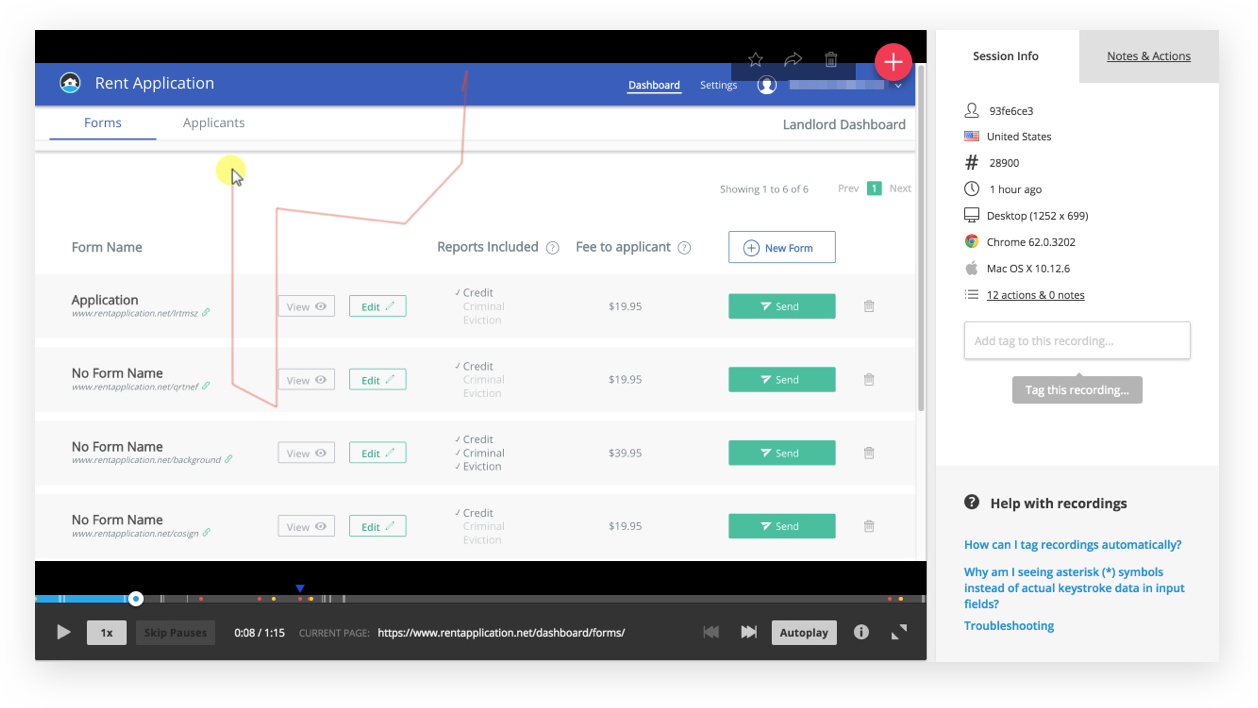 Rent Application
Dashboard
Settings
Forms
Applicants
Landlord Dashboard
Showing 1 to 6 of 6
Prev 1 Next
Form Name
Reports Included ?
Fee to applicant ?
New Form
Application
www.rentapplication.net/lrtmsz
View
Edit
✓ Credit
Criminal
Eviction
$19.95
Send
No Form Name
www.rentapplication.net/qrtnef
View
Edit
✓ Credit
Criminal
Eviction
$19.95
Send
No Form Name
www.rentapplication.net/background
View
Edit
✓ Credit
✓ Criminal
✓ Eviction
$39.95
Send
No Form Name
www.rentapplication.net/cosign
View
Edit
✓ Credit
Criminal
Eviction
$19.95
Send
1x
Skip Pauses
0:08 / 1:15
CURRENT PAGE: https://www.rentapplication.net/dashboard/forms/
Autoplay
Session Info
Notes & Actions
93fe6ce3
United States
# 28900
1 hour ago
Desktop (1252 x 699)
Chrome 62.0.3202
Mac OS X 10.12.6
12 actions & 0 notes
Add tag to this recording...
Tag this recording...
? Help with recordings
How can I tag recordings automatically?
Why am I seeing asterisk (*) symbols
instead of actual keystroke data in input
fields?
Troubleshooting